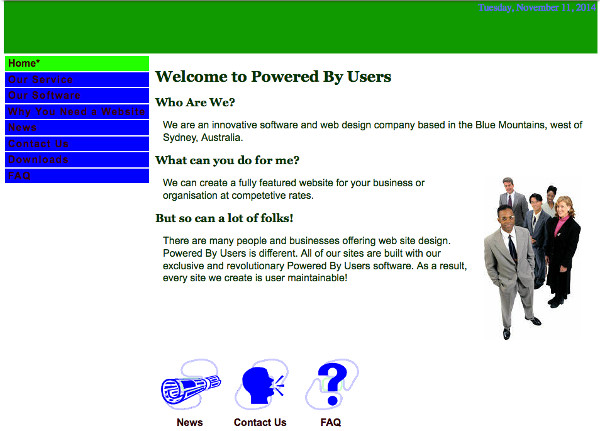 Tuesday, November 11, 2014
Home*
Our Service
Our Software
Why You Need a Website
News
Contact Us
Downloads
FAQ
Welcome to Powered By Users
Who Are We?
We are an innovative software and web design company based in the Blue Mountains, west of
Sydney, Australia.
What can you do for me?
We can create a fully featured website for your business or
organisation at competetive rates.
But so can a lot of folks!
There are many people and businesses offering web site design.
Powered By Users is different. All of our sites are built with our
exclusive and revolutionary Powered By Users software. As a result,
every site we create is user maintainable!
News
Contact Us
FAQ